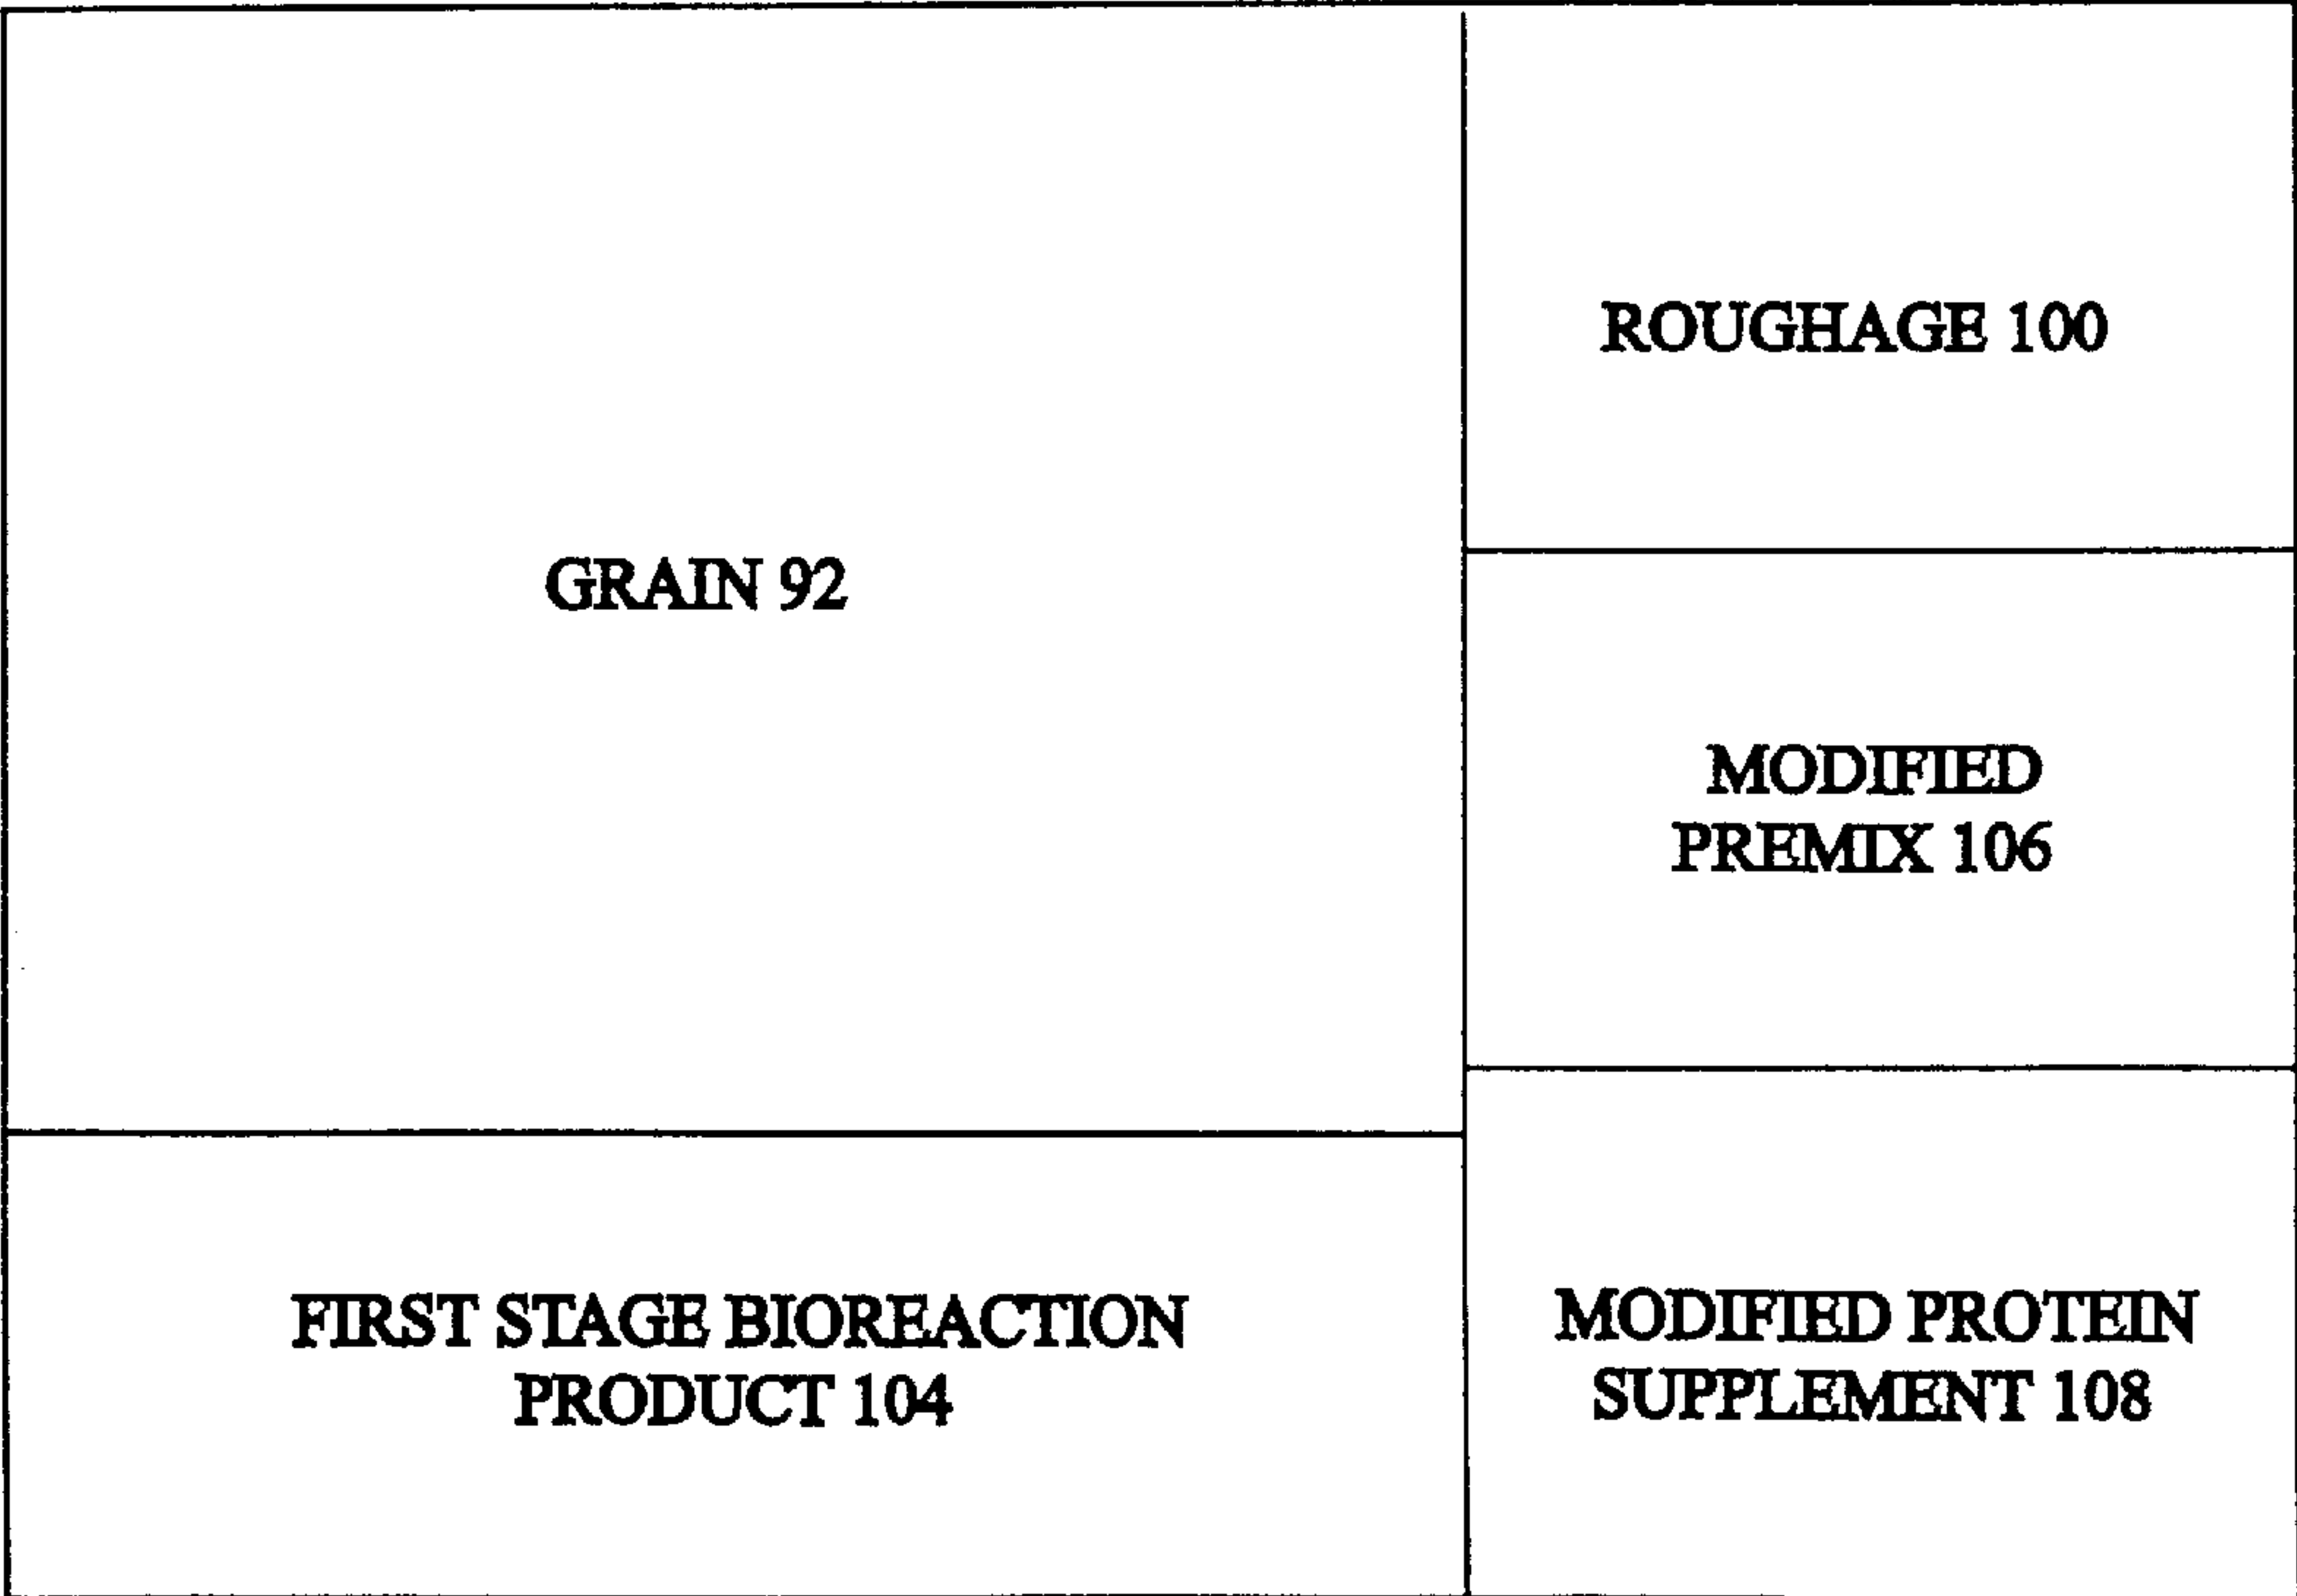 GRAIN 92
FIRST STAGE BIOREACTION
PRODUCT 104
ROUGHAGE 100
MODIFIED
PREMIX 106
MODIFIED PROTEIN
SUPPLEMENT 108